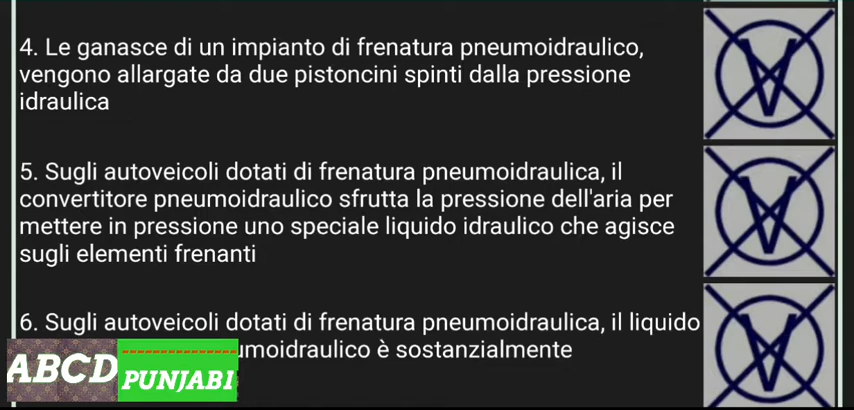 4. Le ganasce di un impianto di frenatura pneumoidraulico,
vengono allargate da due pistoncini spinti dalla pressione
idraulica
V
5. Sugli autoveicoli dotati di frenatura pneumoidraulica, il
convertitore pneumoidraulico sfrutta la pressione dell'aria per
mettere in pressione uno speciale liquido idraulico che agisce
sugli elementi frenanti
V
6. Sugli autoveicoli dotati di frenatura pneumoidraulica, il liquido
è sostanzialmente
V
ABCD
PUNJABI